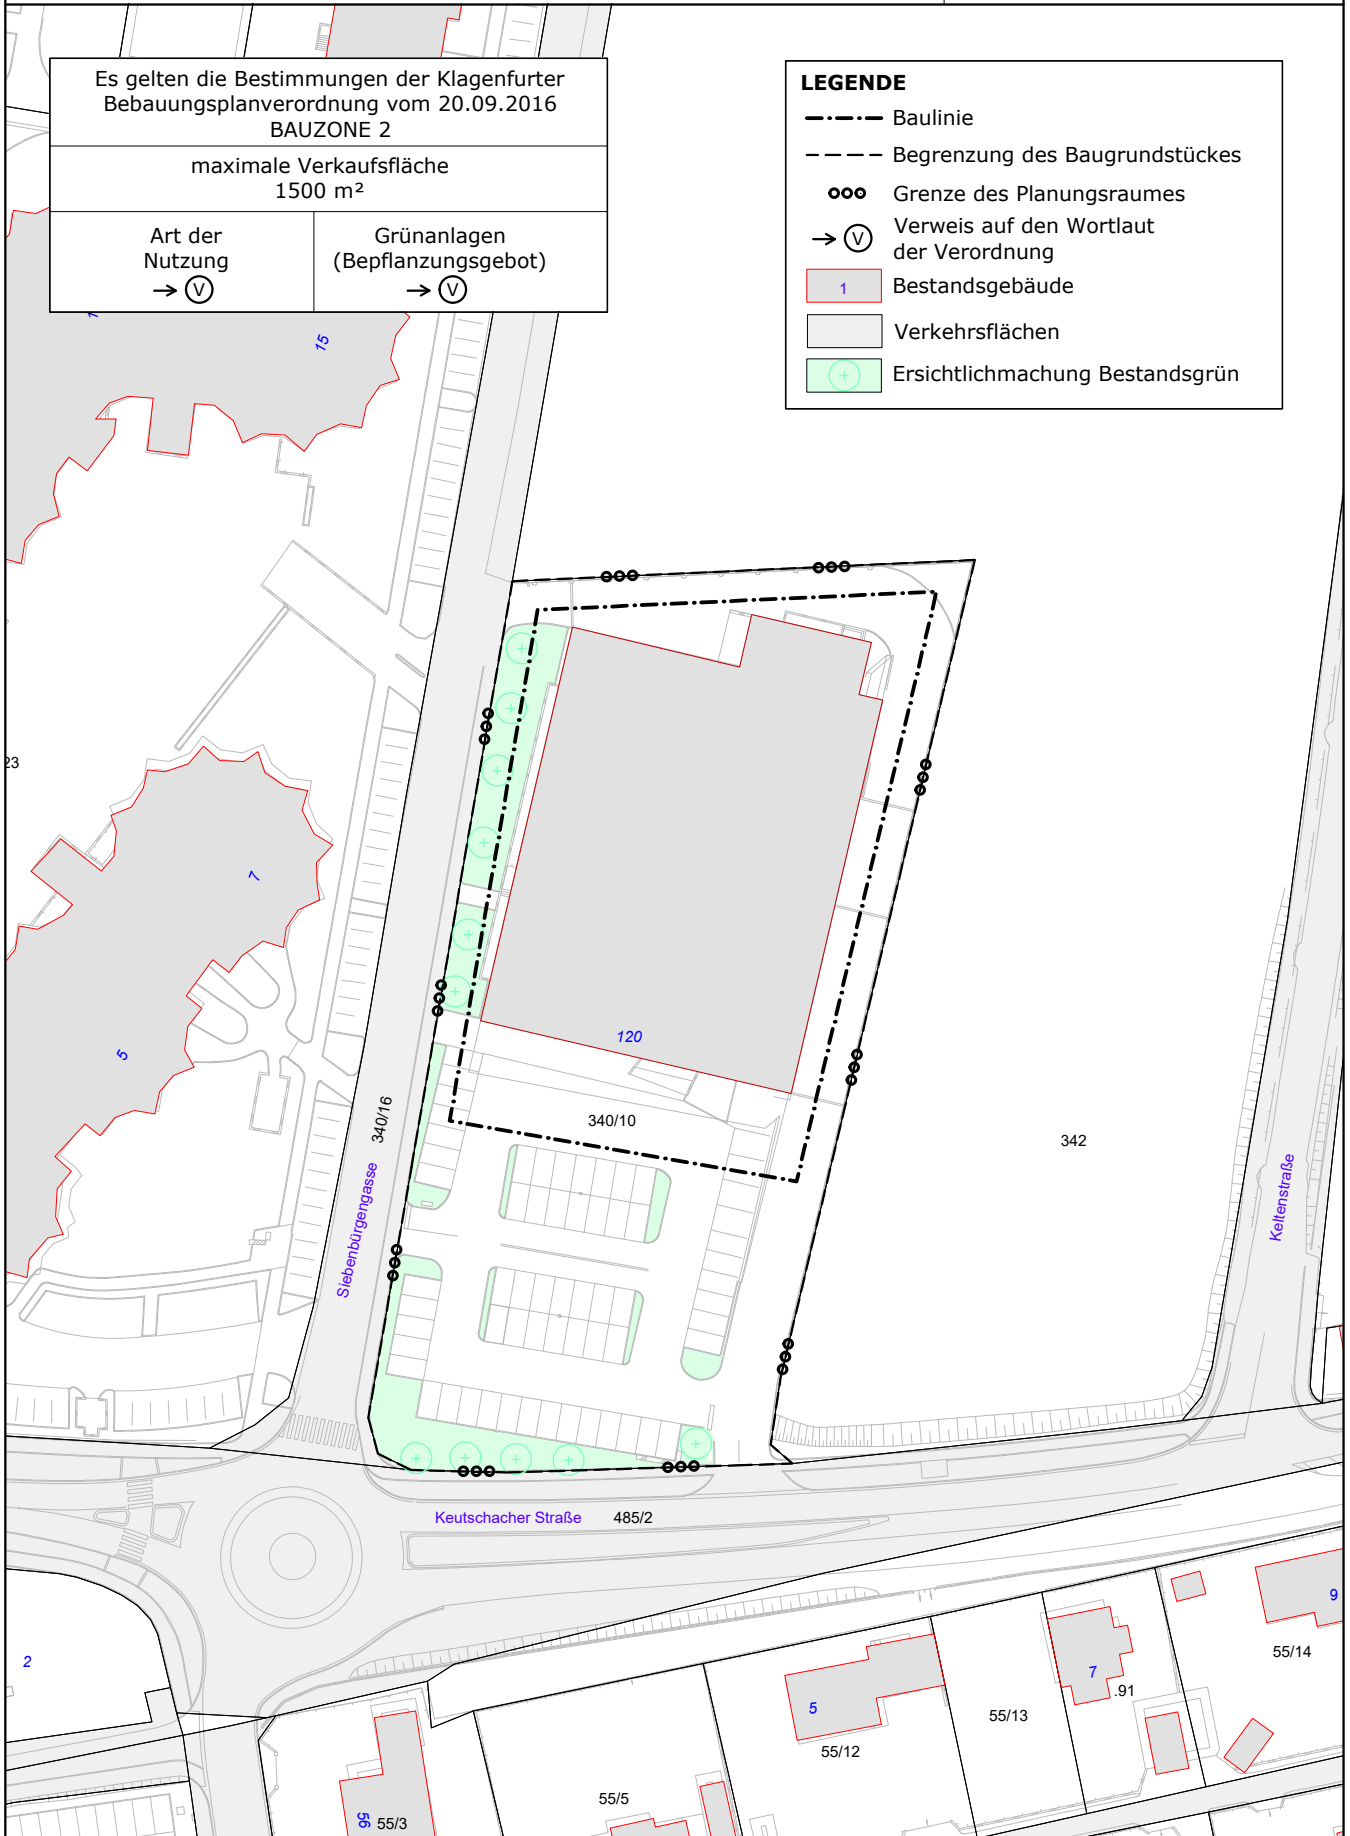 Es gelten die Bestimmungen der Klagenfurter
Bebauungsplanverordnung vom 20.09.2016
BAUZONE 2
maximale Verkaufsfläche
1500 m²
Art der
Nutzung
→ V
Grünanlagen
(Bepflanzungsgebot)
→ V
LEGENDE
Baulinie
Begrenzung des Baugrundstückes
Grenze des Planungsraumes
→ V Verweis auf den Wortlaut
der Verordnung
1 Bestandsgebäude
Verkehrsflächen
Ersichtlichmachung Bestandsgrün
15
23
7
5
120
340/10
340/16
Siebenbürgengasse
342
Keltenstraße
Keutschacher Straße 485/2
2
9
55/14
7
.91
5
55/13
55/12
55/5
56
55/3